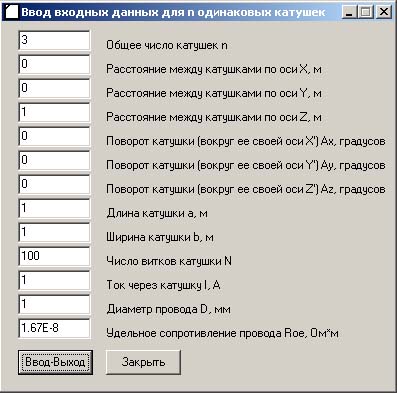 Ввод входных данных для n одинаковых катушек
3 Общее число катушек n
0 Расстояние между катушками по оси X, м
0 Расстояние между катушками по оси Y, м
1 Расстояние между катушками по оси Z, м
0 Поворот катушки (вокруг ее своей оси X') Ax, градусов
0 Поворот катушки (вокруг ее своей оси Y') Ay, градусов
0 Поворот катушки (вокруг ее своей оси Z') Az, градусов
1 Длина катушки a, м
1 Ширина катушки b, м
100 Число витков катушки N
1 Ток через катушку I, А
1 Диаметр провода D, мм
1.67E-8 Удельное сопротивление провода Roe, Ом*м
Ввод-Выход Закрыть